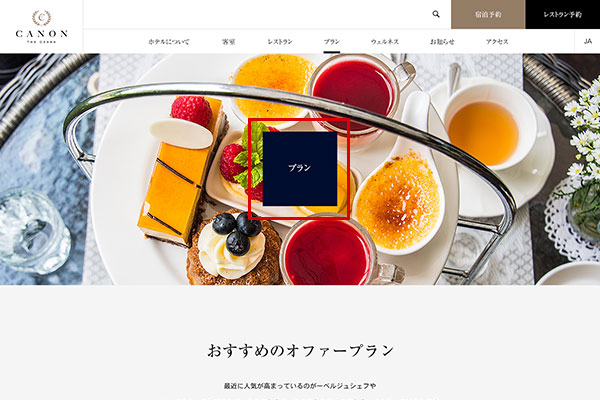 C
CANON
THE OZAKA
宿泊予約
レストラン予約
ホテルについて
客室
レストラン
プラン
ウェルネス
お知らせ
アクセス
JA
プラン
おすすめのオファープラン
最近に人気が高まっているのがーベルジュシェフや